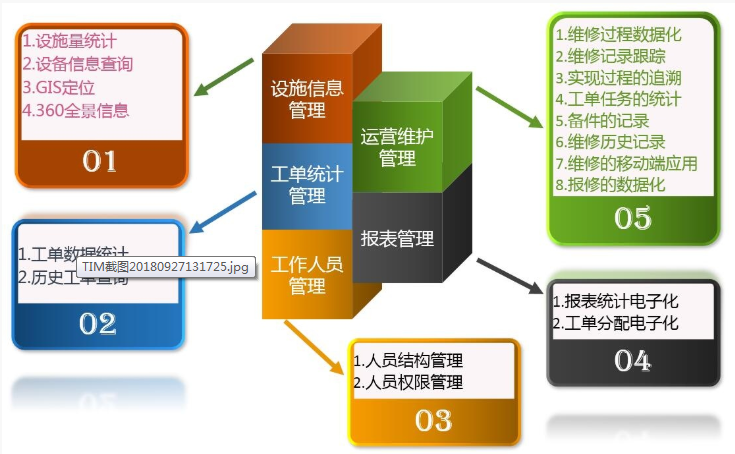 1.设施量统计
2.设备信息查询
3.GIS定位
4.360全景信息
01
设施信息
管理
运营维护
管理
工单统计
管理
报表管理
工作人员
管理
1.维修过程数据化
2.维修记录跟踪
3.实现过程的追溯
4.工单任务的统计
5.备件的记录
6.维修历史记录
7.维修的移动端应用
8.报修的数据化
05
1.工单数据统计
TIM截图20180927131725.jpg
2.历史工单查询
02
1.人员结构管理
2.人员权限管理
03
1.报表统计电子化
2.工单分配电子化
04